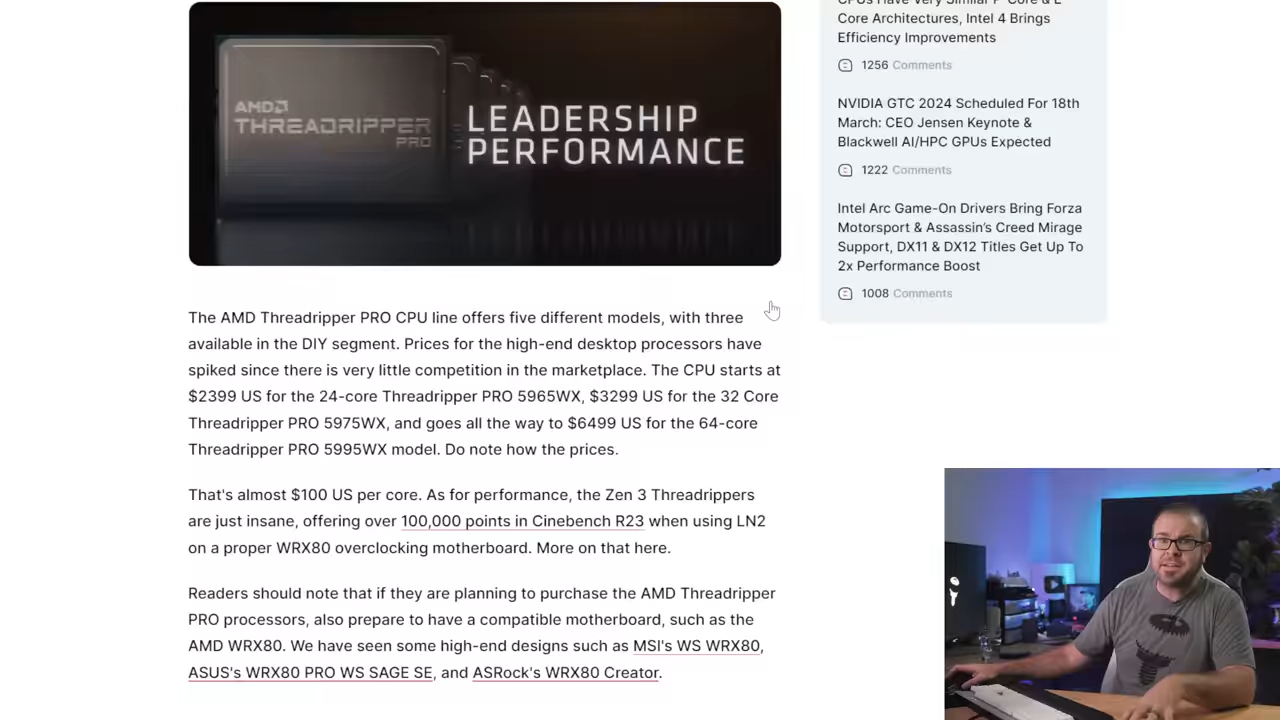 AMD
THREADRIPPER
PRO
LEADERSHIP
PERFORMANCE
The AMD Threadripper PRO CPU line offers five different models, with three
available in the DIY segment. Prices for the high-end desktop processors have
spiked since there is very little competition in the marketplace. The CPU starts at
$2399 US for the 24-core Threadripper PRO 5965WX, $3299 US for the 32 Core
Threadripper PRO 5975WX, and goes all the way to $6499 US for the 64-core
Threadripper PRO 5995WX model. Do note how the prices.
That's almost $100 US per core. As for performance, the Zen 3 Threadrippers
are just insane, offering over 100,000 points in Cinebench R23 when using LN2
on a proper WRX80 overclocking motherboard. More on that here.
Readers should note that if they are planning to purchase the AMD Threadripper
PRO processors, also prepare to have a compatible motherboard, such as the
AMD WRX80. We have seen some high-end designs such as MSI's WS WRX80,
ASUS's WRX80 PRO WS SAGE SE, and ASRock's WRX80 Creator.
CPUs Have Very Similar P-Core & E-
Core Architectures, Intel 4 Brings
Efficiency Improvements
1256 Comments
NVIDIA GTC 2024 Scheduled For 18th
March: CEO Jensen Keynote &
Blackwell AI/HPC GPUs Expected
1222 Comments
Intel Arc Game-On Drivers Bring Forza
Motorsport & Assassin's Creed Mirage
Support, DX11 & DX12 Titles Get Up To
2x Performance Boost
1008 Comments